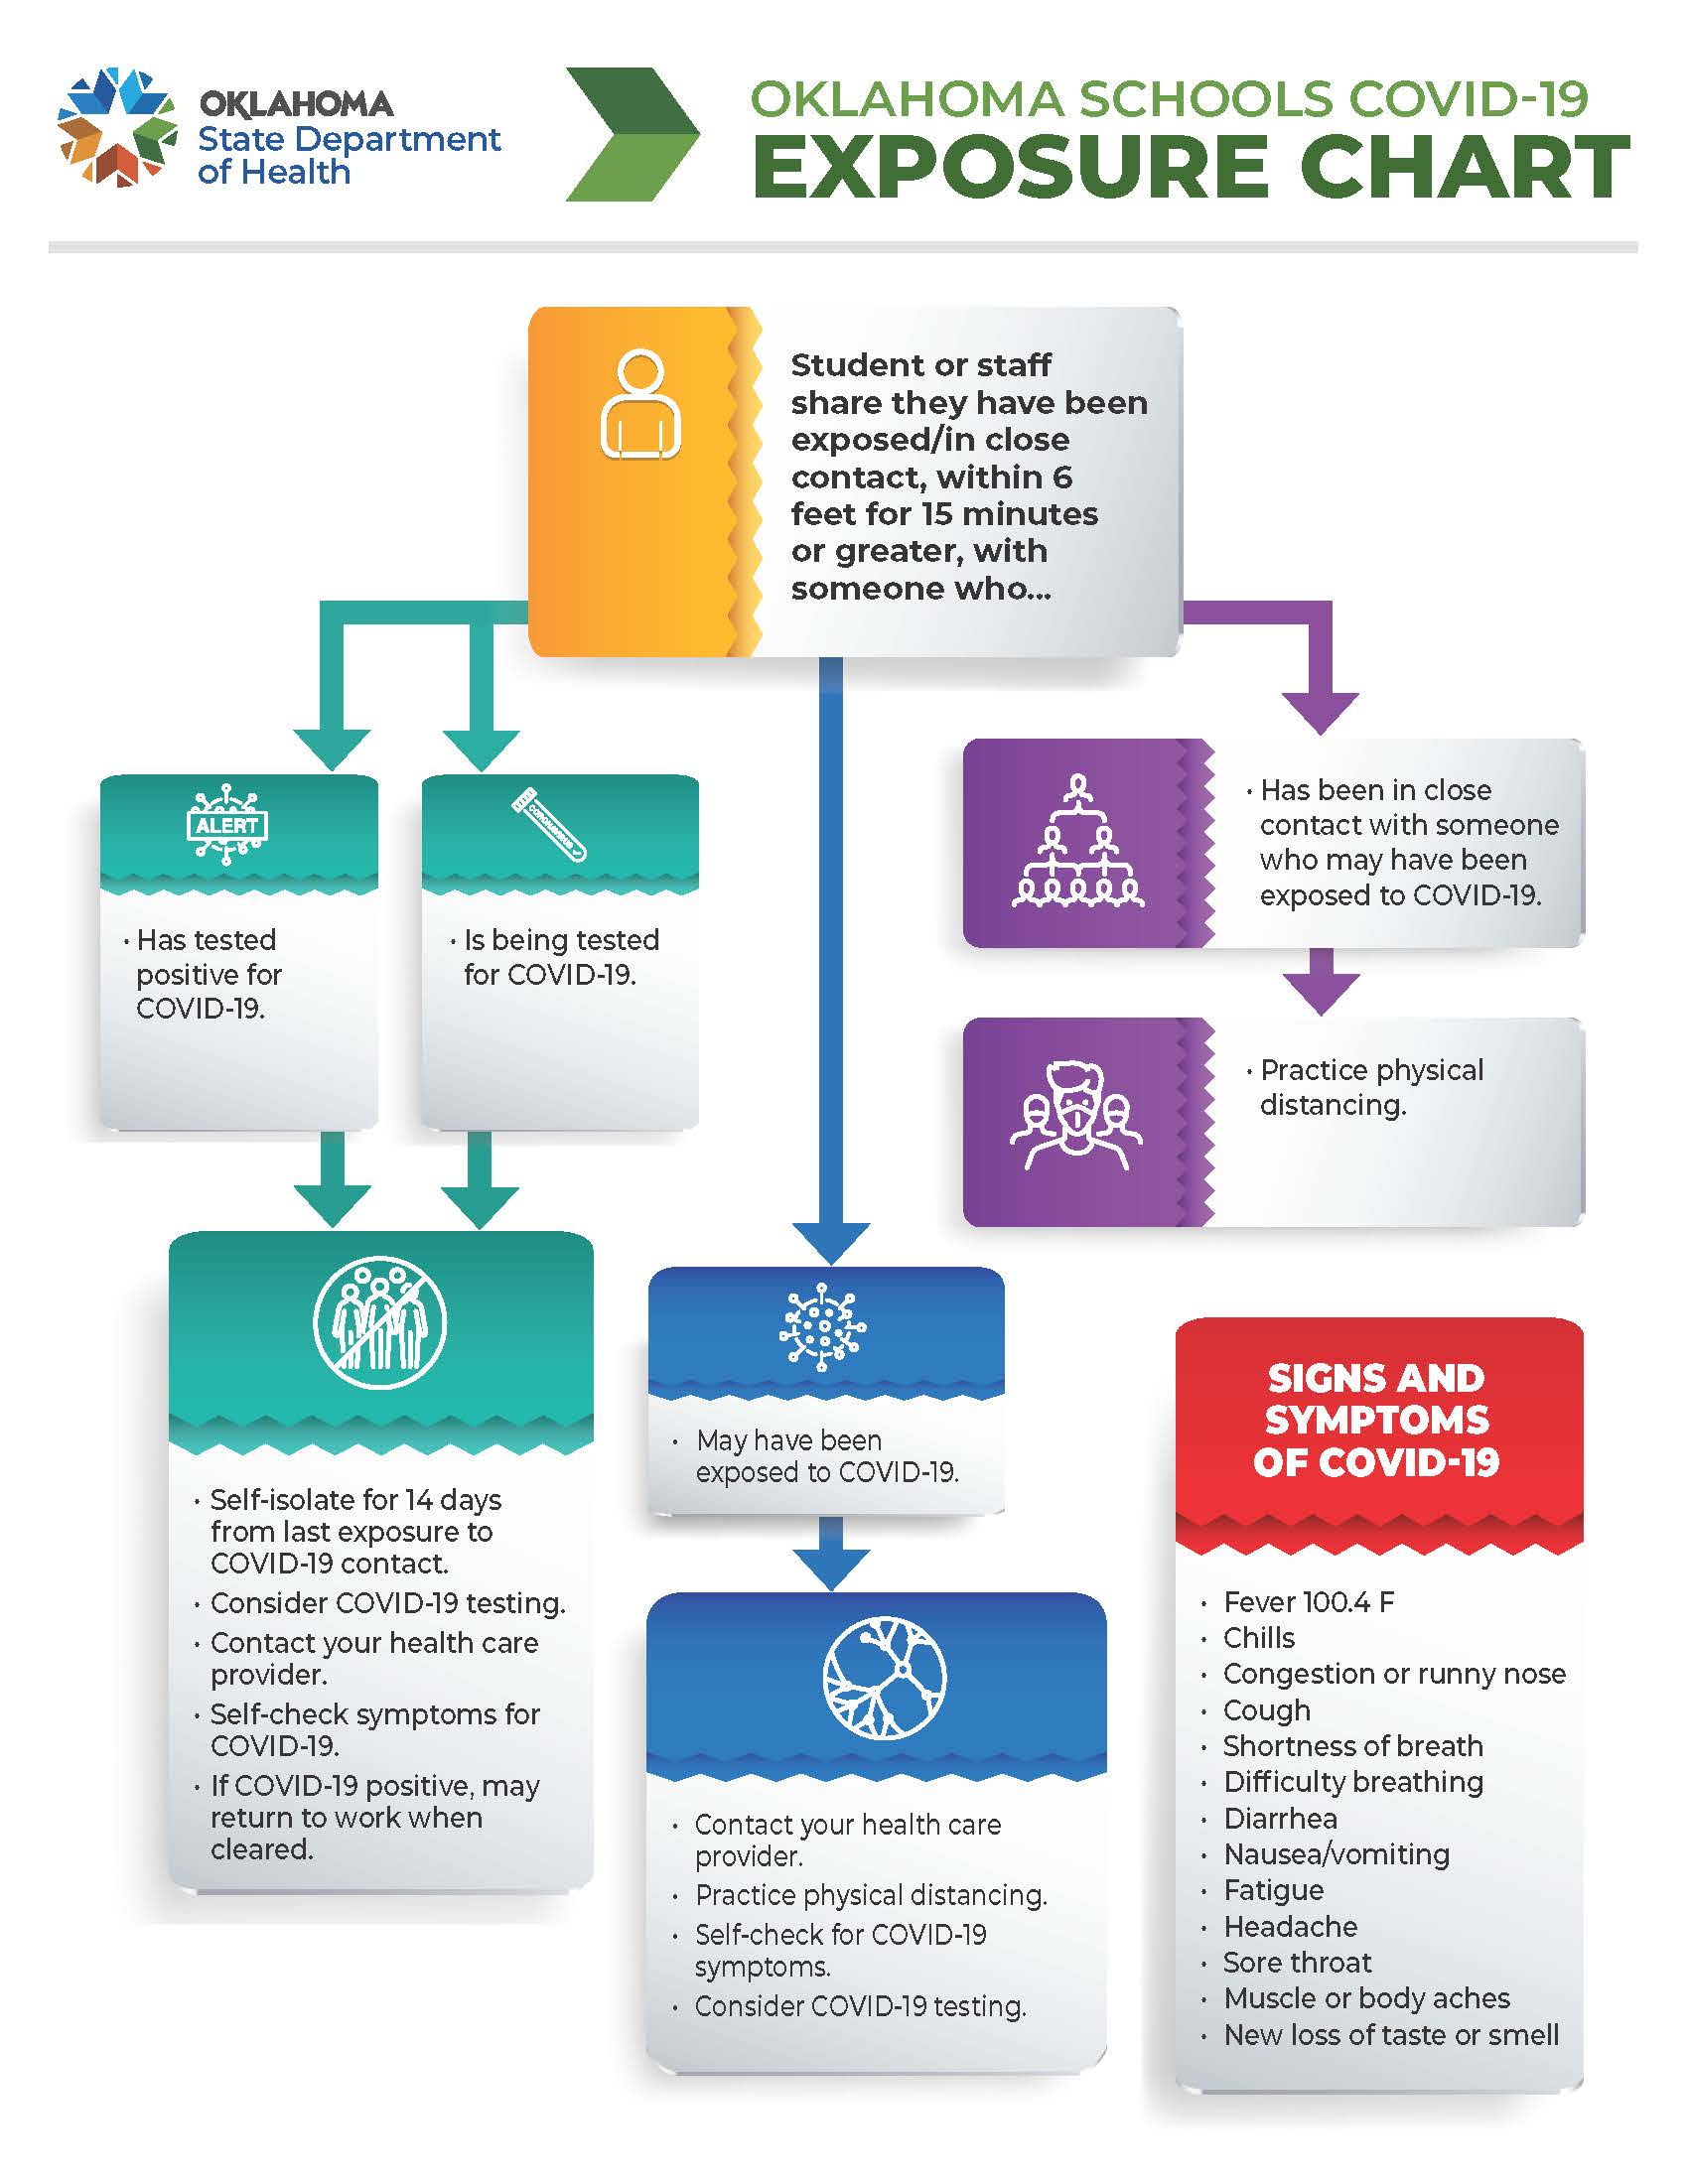 OKLAHOMA
State Department
of Health
OKLAHOMA SCHOOLS COVID-19
EXPOSURE CHART
Student or staff
share they have been
exposed/in close
contact, within 6
feet for 15 minutes
or greater, with
someone who...
ALERT
· Has tested
positive for
COVID-19.
CORONAVIRUS
· Is being tested
for COVID-19.
· Self-isolate for 14 days
from last exposure to
COVID-19 contact.
· Consider COVID-19 testing.
· Contact your health care
provider.
· Self-check symptoms for
COVID-19.
· If COVID-19 positive, may
return to work when
cleared.
· May have been
exposed to COVID-19.
· Contact your health care
provider.
· Practice physical distancing.
· Self-check for COVID-19
symptoms.
· Consider COVID-19 testing.
· Has been in close
contact with someone
who may have been
exposed to COVID-19.
· Practice physical
distancing.
SIGNS AND
SYMPTOMS
OF COVID-19
· Fever 100.4 F
· Chills
· Congestion or runny nose
· Cough
· Shortness of breath
· Difficulty breathing
· Diarrhea
· Nausea/vomiting
· Fatigue
· Headache
· Sore throat
· Muscle or body aches
· New loss of taste or smell